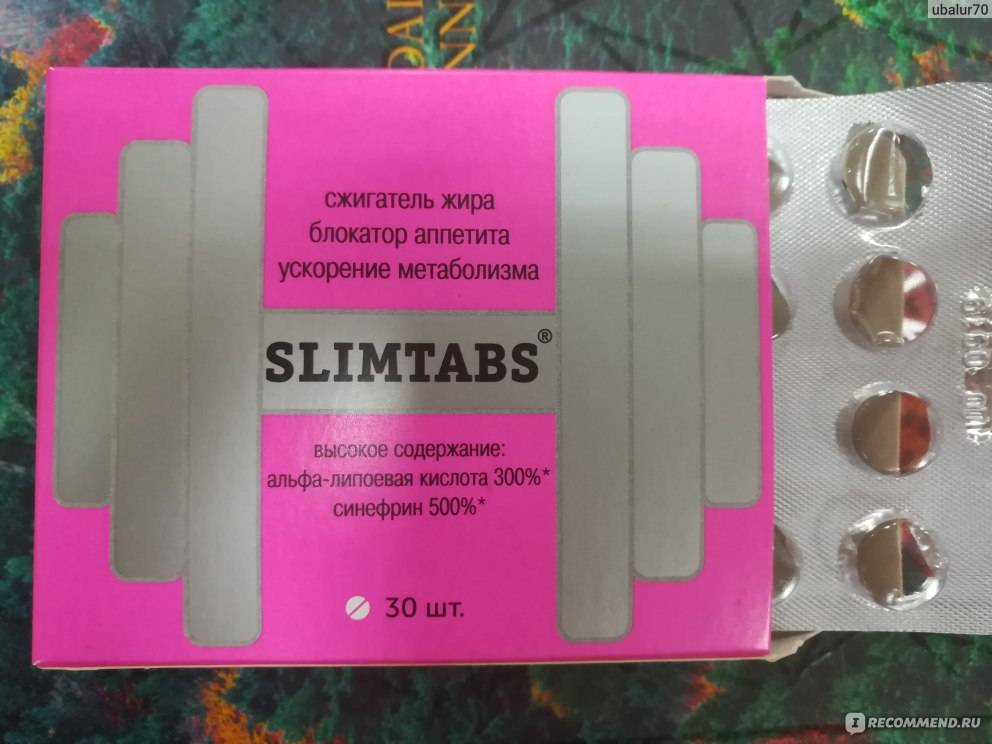 ubalur70
сжигатель жира
блокатор аппетита
ускорение метаболизма
SLIMTABS®
высокое содержание:
альфа-липоевая кислота 300%*
синефрин 500%*
30 шт.
I RECOMMEND.RU